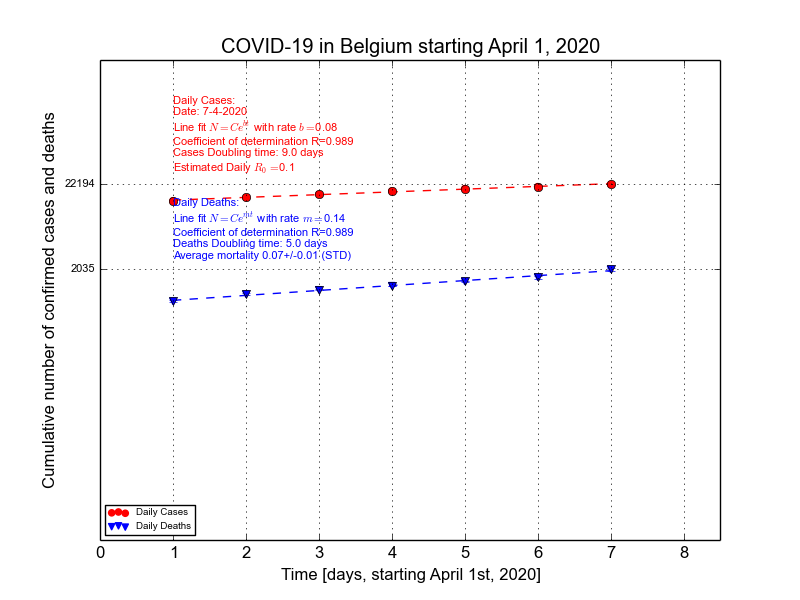 COVID-19 in Belgium starting April 1, 2020
Cumulative number of confirmed cases and deaths
22194
2035
Daily Cases:
Date: 7-4-2020
Line fit N = Ce^{bt} with rate b =0.08
Coefficient of determination R=0.989
Cases Doubling time: 9.0 days
Estimated Daily R₀ =0.1
Daily Deaths:
Line fit N = Ce^{mt} with rate m =0.14
Coefficient of determination R=0.989
Deaths Doubling time: 5.0 days
Average mortality 0.07+/-0.01 (STD)
Daily Cases
Daily Deaths
0 1 2 3 4 5 6 7 8
Time [days, starting April 1st, 2020]